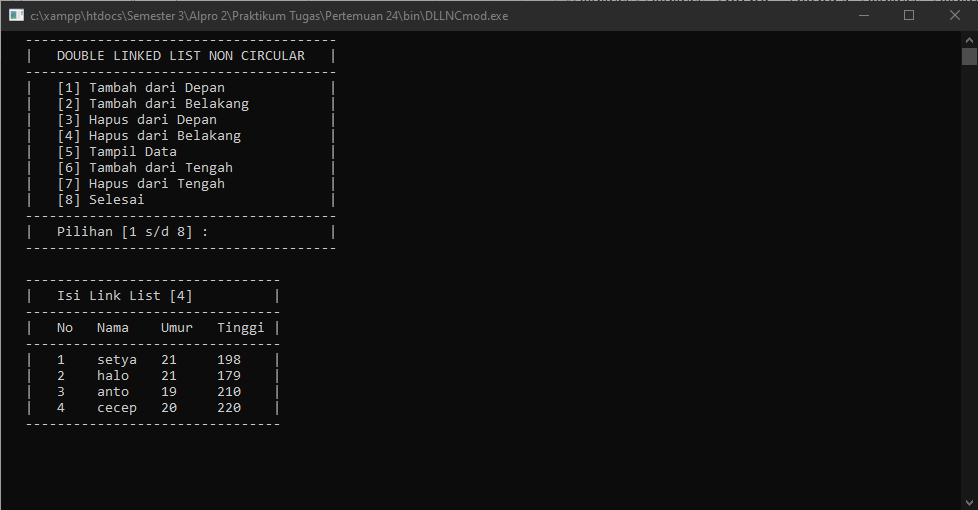 c:\xampp\htdocs\Semester 3\Alpro 2\Praktikum Tugas\Pertemuan 24\bin\DLLNCmod.exe
---------------------------------------
|   DOUBLE LINKED LIST NON CIRCULAR   |
---------------------------------------
|   [1] Tambah dari Depan             |
|   [2] Tambah dari Belakang          |
|   [3] Hapus dari Depan              |
|   [4] Hapus dari Belakang           |
|   [5] Tampil Data                   |
|   [6] Tambah dari Tengah            |
|   [7] Hapus dari Tengah             |
|   [8] Selesai                       |
---------------------------------------
|   Pilihan [1 s/d 8] :               |
---------------------------------------
--------------------------------
|   Isi Link List [4]          |
--------------------------------
|   No   Nama    Umur   Tinggi |
--------------------------------
|   1    setya   21     198    |
|   2    halo    21     179    |
|   3    anto    19     210    |
|   4    cecep   20     220    |
--------------------------------